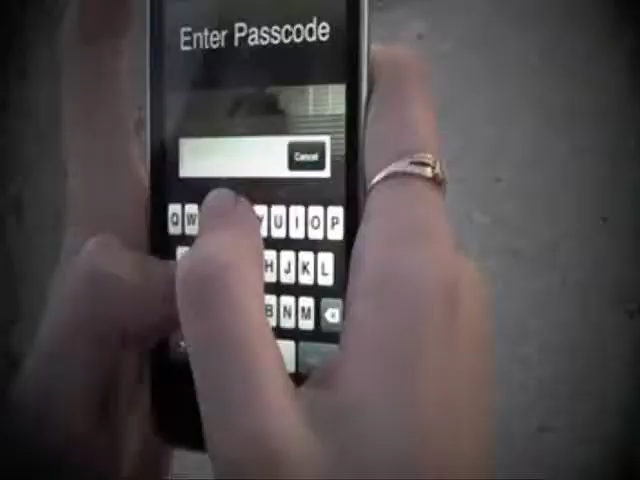 Enter Passcode
Cancel
Q W Y U I O P
H J K L
B N M